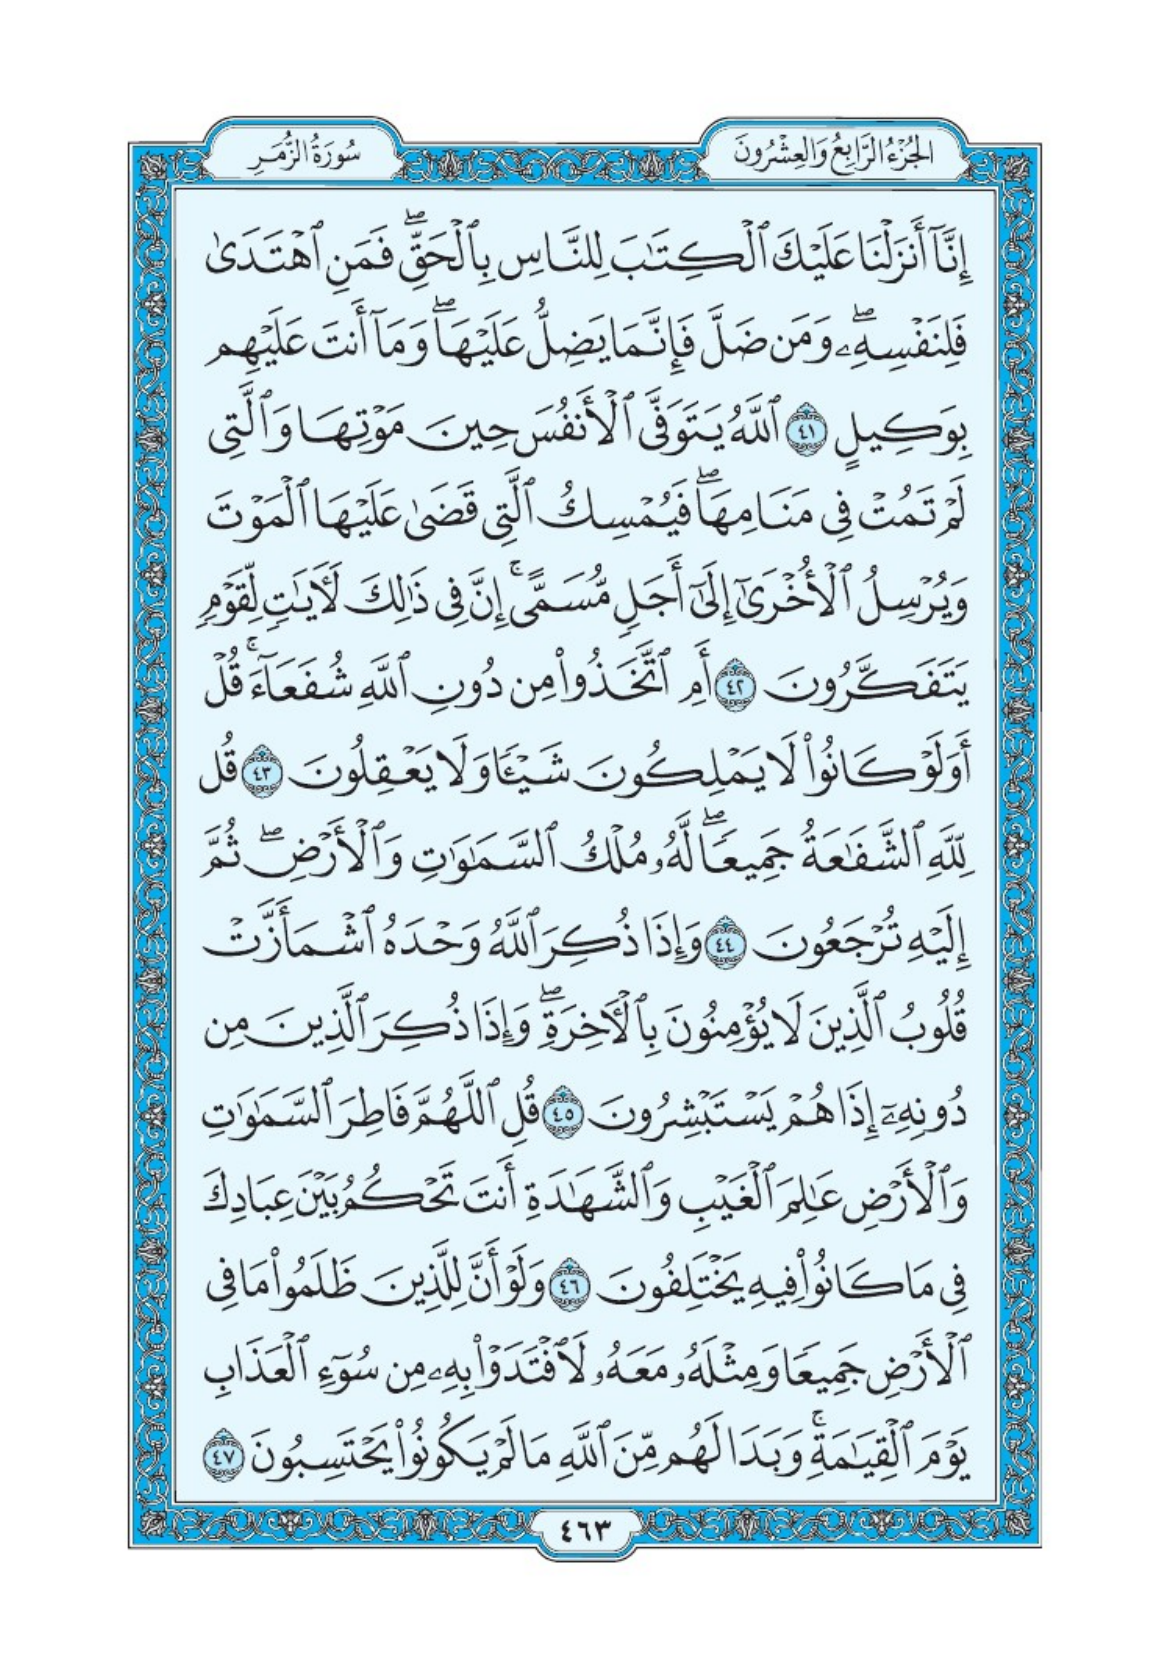 الجُزْءُ الرَّابِعُ وَالعِشْرُونَ
سُورَةُ الزُّمَرِ
إِنَّآ أَنزَلْنَا عَلَيْكَ ٱلْكِتَٰبَ لِلنَّاسِ بِٱلْحَقِّ ۖ فَمَنِ ٱهْتَدَىٰ
فَلِنَفْسِهِۦ ۖ وَمَن ضَلَّ فَإِنَّمَا يَضِلُّ عَلَيْهَا ۖ وَمَآ أَنتَ عَلَيْهِم
بِوَكِيلٍ ٤١ ٱللَّهُ يَتَوَفَّى ٱلْأَنفُسَ حِينَ مَوْتِهَا وَٱلَّتِى
لَمْ تَمُتْ فِى مَنَامِهَا ۖ فَيُمْسِكُ ٱلَّتِى قَضَىٰ عَلَيْهَا ٱلْمَوْتَ
وَيُرْسِلُ ٱلْأُخْرَىٰٓ إِلَىٰٓ أَجَلٍ مُّسَمًّى ۚ إِنَّ فِى ذَٰلِكَ لَـَٔايَٰتٍ لِّقَوْمٍ
يَتَفَكَّرُونَ ٤٢ أَمِ ٱتَّخَذُوا۟ مِن دُونِ ٱللَّهِ شُفَعَآءَ ۚ قُلْ
أَوَلَوْ كَانُوا۟ لَا يَمْلِكُونَ شَيْـًٔا وَلَا يَعْقِلُونَ ٤٣ قُل
لِّلَّهِ ٱلشَّفَٰعَةُ جَمِيعًا ۖ لَّهُۥ مُلْكُ ٱلسَّمَٰوَٰتِ وَٱلْأَرْضِ ۖ ثُمَّ
إِلَيْهِ تُرْجَعُونَ ٤٤ وَإِذَا ذُكِرَ ٱللَّهُ وَحْدَهُ ٱشْمَأَزَّتْ
قُلُوبُ ٱلَّذِينَ لَا يُؤْمِنُونَ بِٱلْـَٔاخِرَةِ ۖ وَإِذَا ذُكِرَ ٱلَّذِينَ مِن
دُونِهِۦٓ إِذَا هُمْ يَسْتَبْشِرُونَ ٤٥ قُلِ ٱللَّهُمَّ فَاطِرَ ٱلسَّمَٰوَٰتِ
وَٱلْأَرْضِ عَٰلِمَ ٱلْغَيْبِ وَٱلشَّهَٰدَةِ أَنتَ تَحْكُمُ بَيْنَ عِبَادِكَ
فِى مَا كَانُوا۟ فِيهِ يَخْتَلِفُونَ ٤٦ وَلَوْ أَنَّ لِلَّذِينَ ظَلَمُوا۟ مَا فِى
ٱلْأَرْضِ جَمِيعًا وَمِثْلَهُۥ مَعَهُۥ لَٱفْتَدَوْا۟ بِهِۦ مِن سُوٓءِ ٱلْعَذَابِ
يَوْمَ ٱلْقِيَٰمَةِ ۚ وَبَدَا لَهُم مِّنَ ٱللَّهِ مَا لَمْ يَكُونُوا۟ يَحْتَسِبُونَ ٤٧
٤٦٣